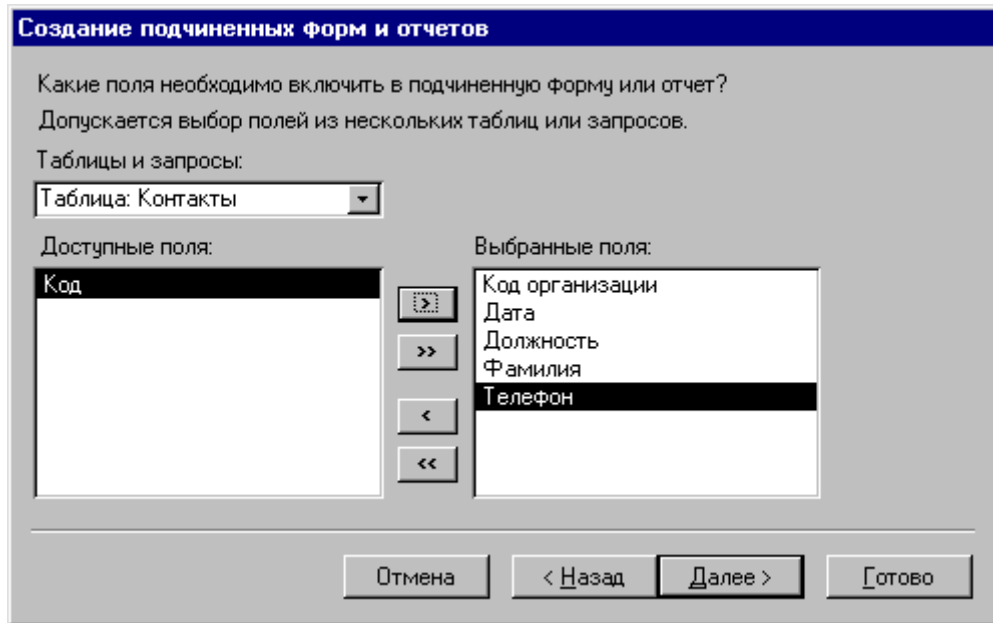 Создание подчиненных форм и отчетов
Какие поля необходимо включить в подчиненную форму или отчет?
Допускается выбор полей из нескольких таблиц или запросов.
Таблицы и запросы:
Таблица: Контакты
Доступные поля:
Выбранные поля:
Код
Код организации
Дата
Должность
Фамилия
Телефон
>
>>
<
<<
Отмена
< Назад
Далее >
Готово